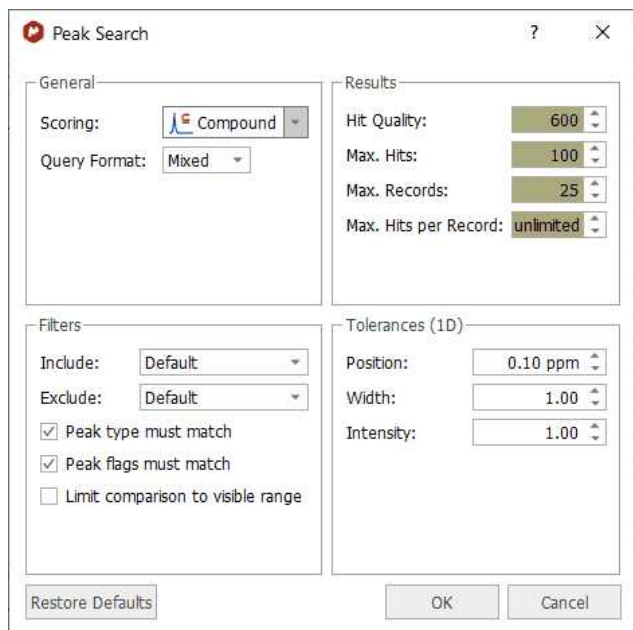 Peak Search
?
General
Scoring:
Compound
Query Format:
Mixed
Results
Hit Quality:
600
Max. Hits:
100
Max. Records:
25
Max. Hits per Record:
unlimited
Filters
Include:
Default
Exclude:
Default
Peak type must match
Peak flags must match
Limit comparison to visible range
Tolerances (1D)
Position:
0.10 ppm
Width:
1.00
Intensity:
1.00
Restore Defaults
OK
Cancel